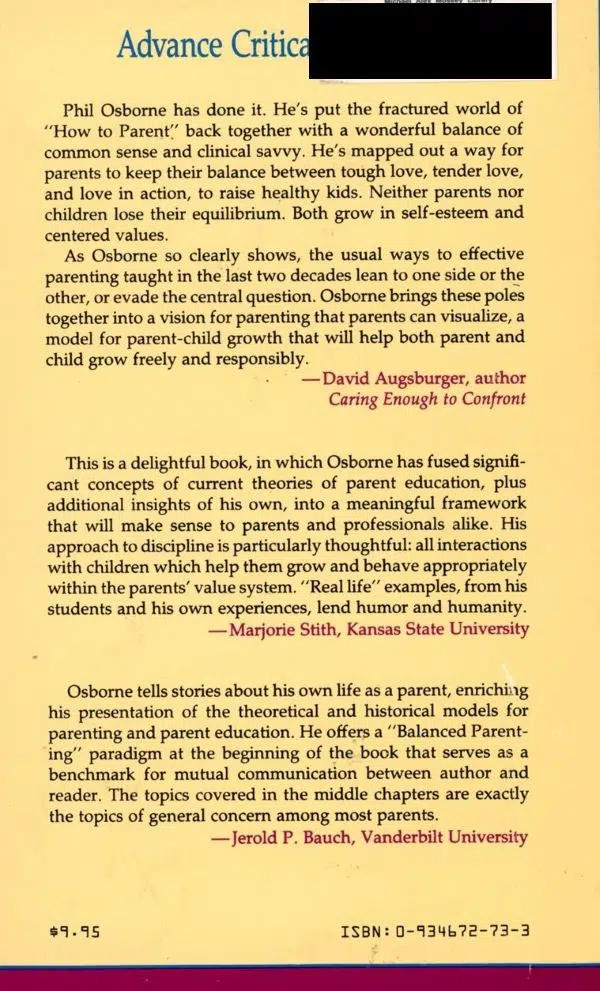 Michael Alex Mossey Library
Advance Critica
Phil Osborne has done it. He's put the fractured world of
"How to Parent," back together with a wonderful balance of
common sense and clinical savvy. He's mapped out a way for
parents to keep their balance between tough love, tender love,
and love in action, to raise healthy kids. Neither parents nor
children lose their equilibrium. Both grow in self-esteem and
centered values.
As Osborne so clearly shows, the usual ways to effective
parenting taught in the last two decades lean to one side or the
other, or evade the central question. Osborne brings these poles
together into a vision for parenting that parents can visualize, a
model for parent-child growth that will help both parent and
child grow freely and responsibly.
—David Augsburger, author
Caring Enough to Confront
This is a delightful book, in which Osborne has fused signifi-
cant concepts of current theories of parent education, plus
additional insights of his own, into a meaningful framework
that will make sense to parents and professionals alike. His
approach to discipline is particularly thoughtful: all interactions
with children which help them grow and behave appropriately
within the parents' value system. "Real life" examples, from his
students and his own experiences, lend humor and humanity.
—Marjorie Stith, Kansas State University
Osborne tells stories about his own life as a parent, enriching
his presentation of the theoretical and historical models for
parenting and parent education. He offers a "Balanced Parent-
ing" paradigm at the beginning of the book that serves as a
benchmark for mutual communication between author and
reader. The topics covered in the middle chapters are exactly
the topics of general concern among most parents.
—Jerold P. Bauch, Vanderbilt University
$9.95
ISBN: 0-934672-73-3